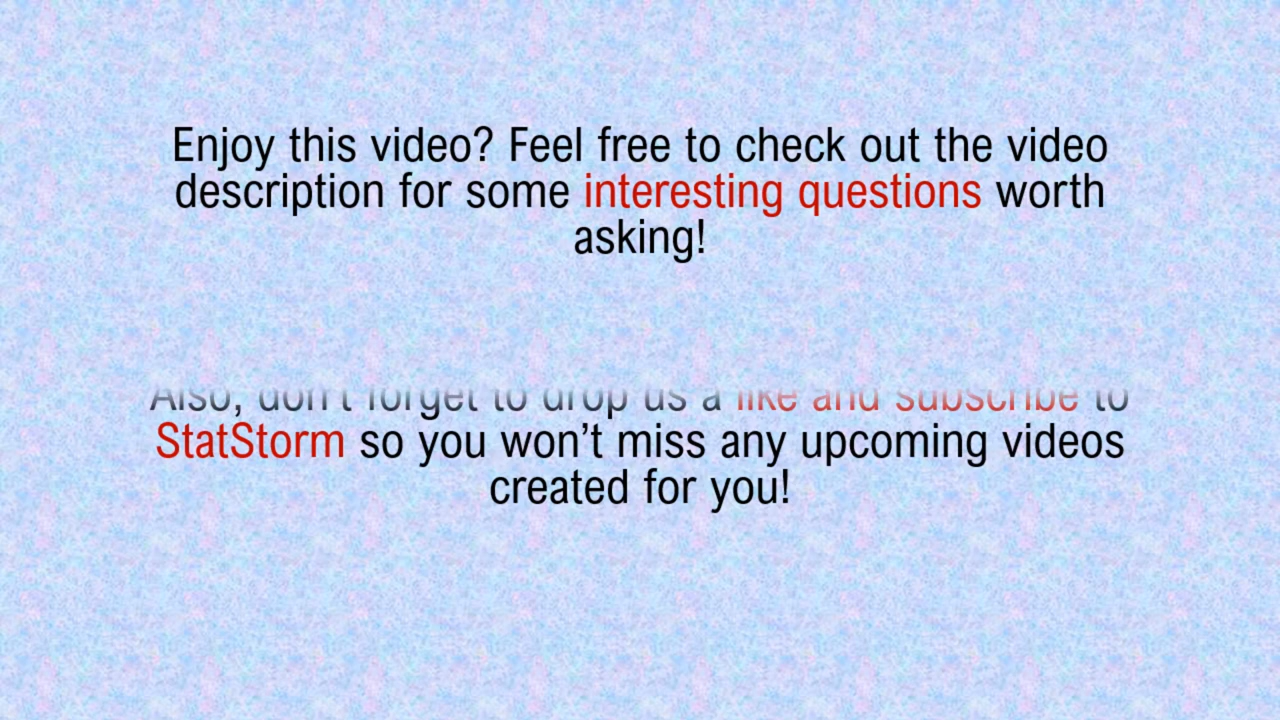 Enjoy this video? Feel free to check out the video
description for some interesting questions worth
asking!
Also, don't forget to drop us a like and subscribe to
StatStorm so you won’t miss any upcoming videos
created for you!